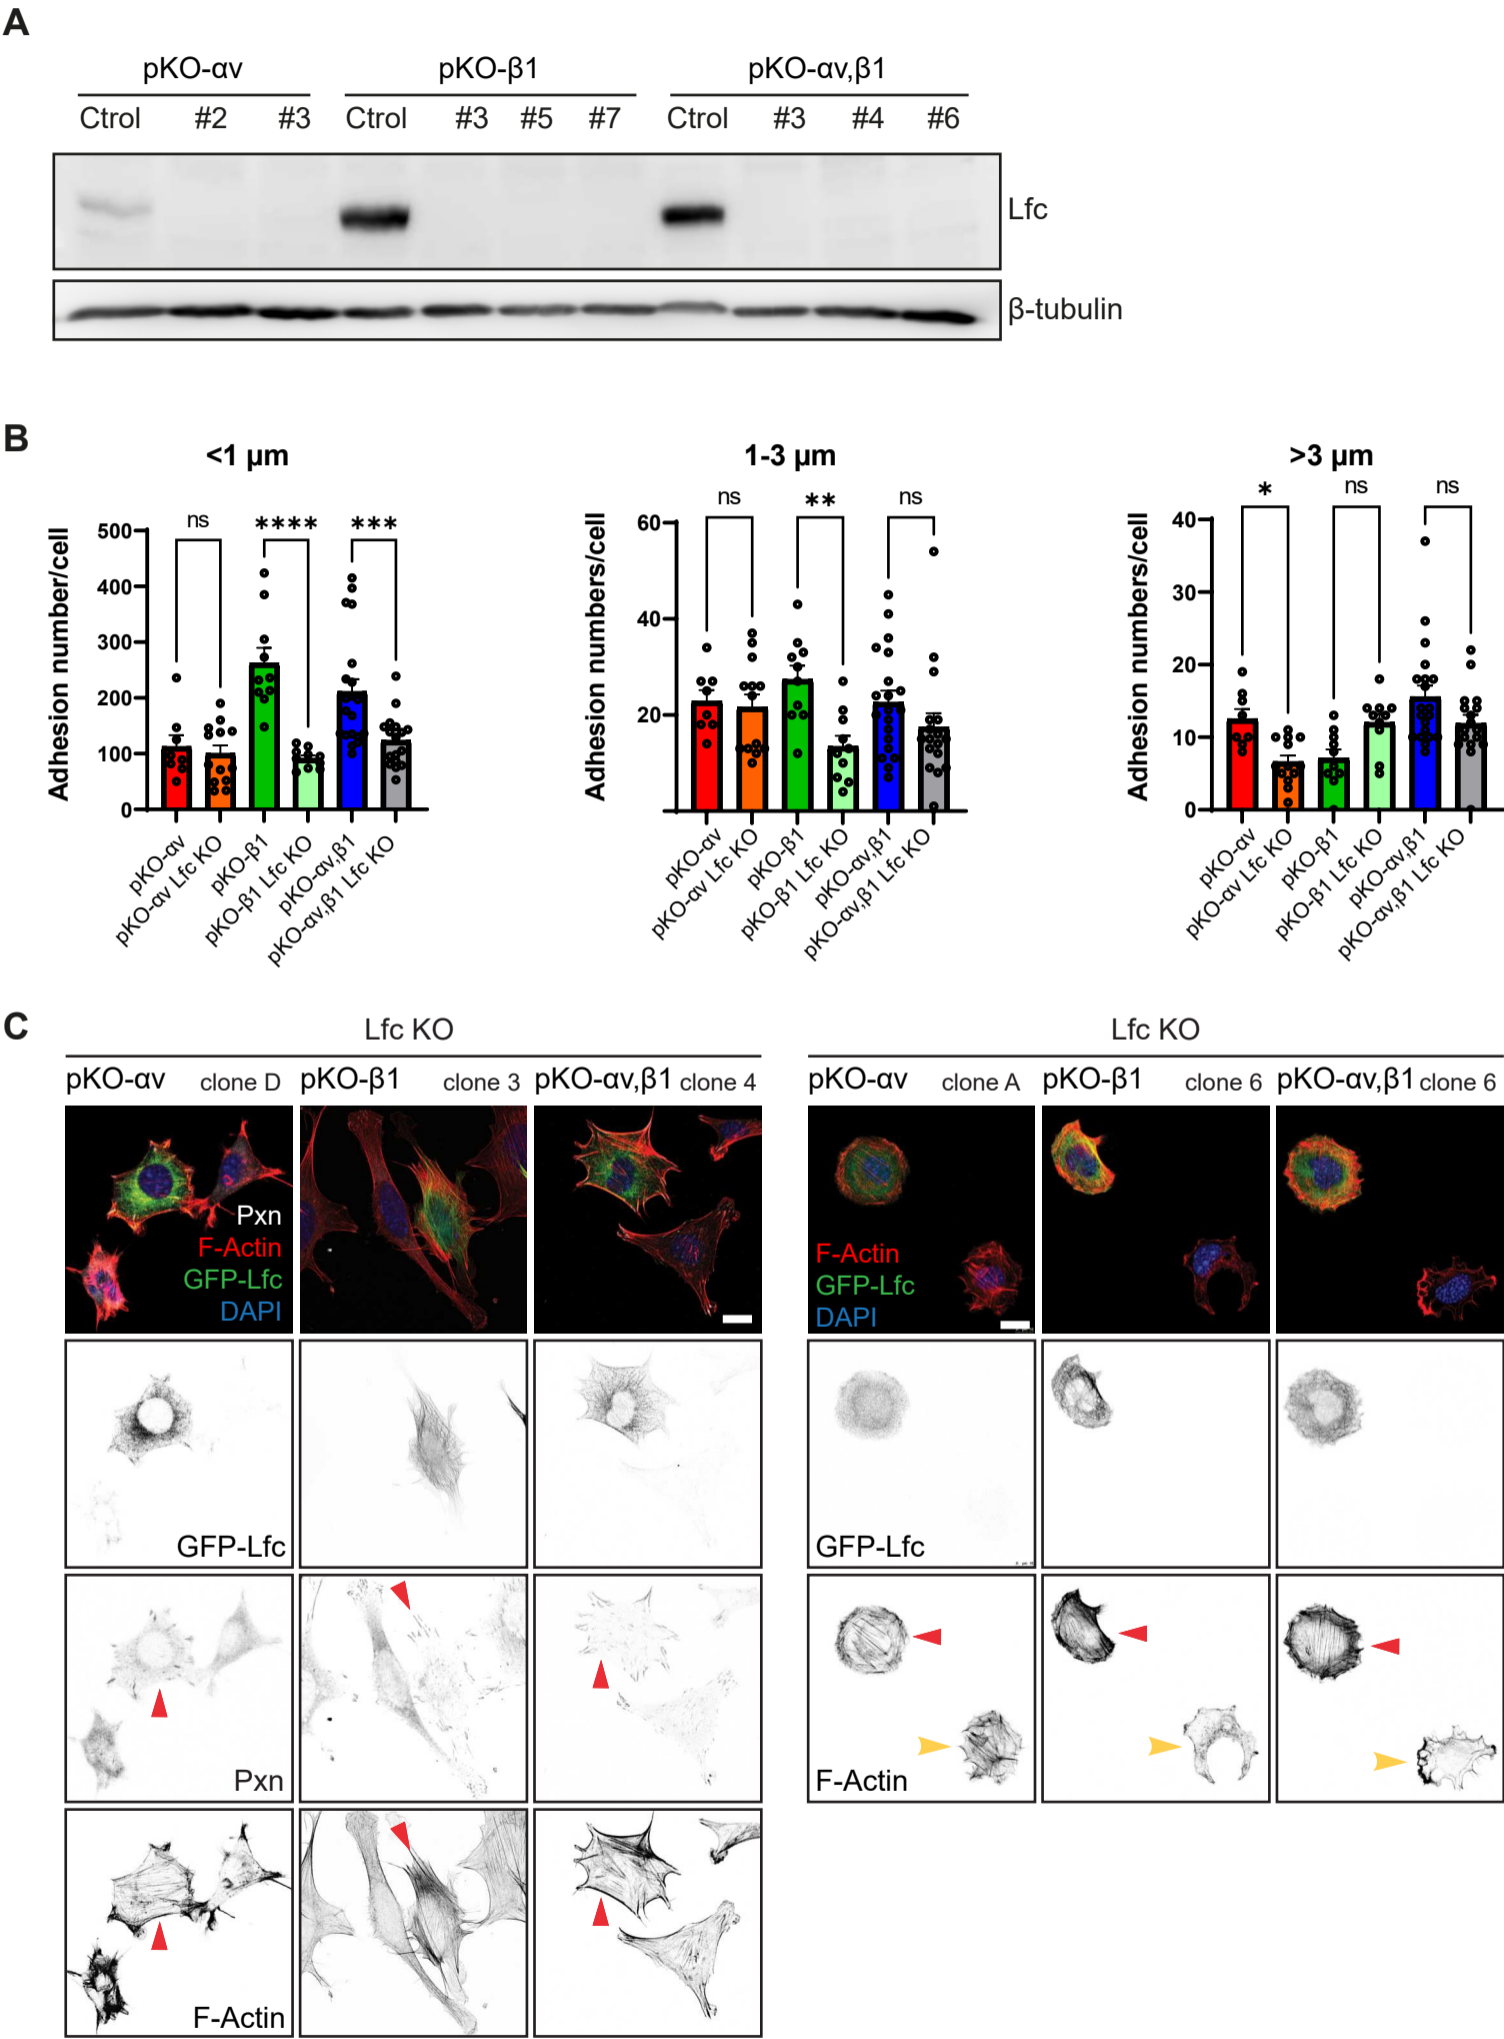 A
pKO-αv pKO-β1 pKO-αv,β1
Ctrol #2 #3 Ctrol #3 #5 #7 Ctrol #3 #4 #6
Lfc
β-tubulin
B
<1 µm
Adhesion number/cell
500
400
300
200
100
0
ns **** ***
pKO-αv
pKO-αv Lfc KO
pKO-β1
pKO-β1 Lfc KO
pKO-αv,β1
pKO-αv,β1 Lfc KO
1-3 µm
Adhesion numbers/cell
60
40
20
ns ** ns
pKO-αv
pKO-αv Lfc KO
pKO-β1
pKO-β1 Lfc KO
pKO-αv,β1
pKO-αv,β1 Lfc KO
>3 µm
Adhesion numbers/cell
40
30
20
10
0
* ns ns
pKO-αv
pKO-αv Lfc KO
pKO-β1
pKO-β1 Lfc KO
pKO-αv,β1
pKO-αv,β1 Lfc KO
C
Lfc KO
pKO-αv clone D pKO-β1 clone 3 pKO-αv,β1 clone 4
Pxn
F-Actin
GFP-Lfc
DAPI
GFP-Lfc
Pxn
F-Actin
Lfc KO
pKO-αv clone A pKO-β1 clone 6 pKO-αv,β1 clone 6
F-Actin
GFP-Lfc
DAPI
GFP-Lfc
F-Actin